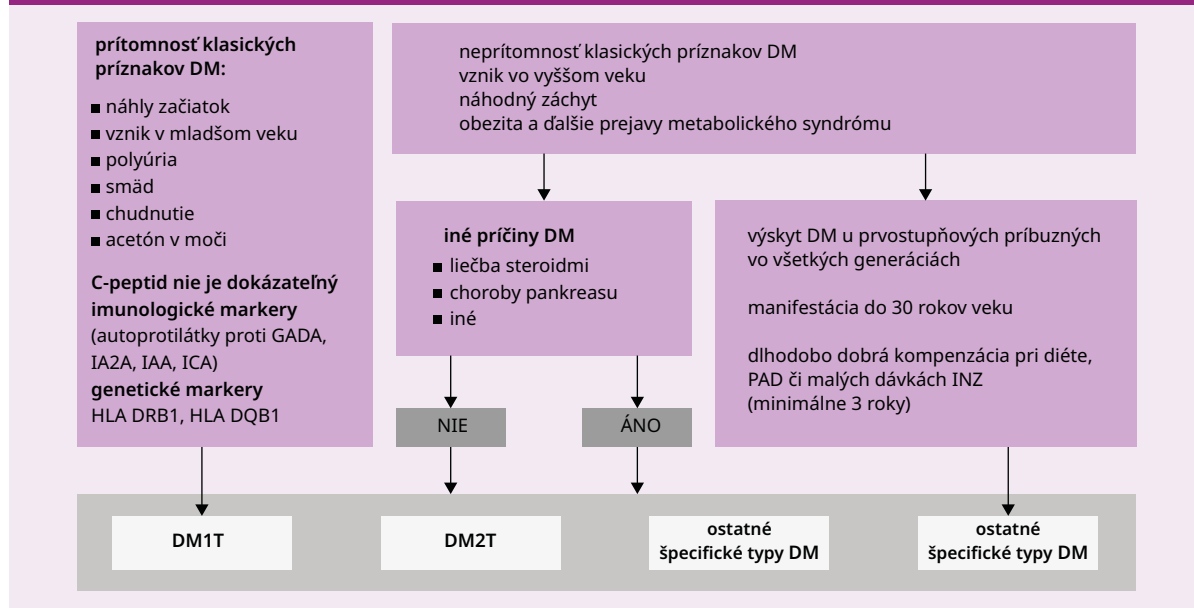 prítomnosť klasických
príznakov DM:
náhly začiatok
vznik v mladšom veku
polyúria
smäd
chudnutie
acetón v moči
C-peptid nie je dokázateľný
imunologické markery
(autoprotilátky proti GADA,
IA2A, IAA, ICA)
genetické markery
HLA DRB1, HLA DQB1
neprítomnosť klasických príznakov DM
vznik vo vyššom veku
náhodný záchyt
obezita a ďalšie prejavy metabolického syndrómu
iné príčiny DM
liečba steroidmi
choroby pankreasu
iné
výskyt DM u prvostupňových príbuzných
vo všetkých generáciách
manifestácia do 30 rokov veku
dlhodobo dobrá kompenzácia pri diéte,
PAD či malých dávkách INZ
(minimálne 3 roky)
NIE
ÁNO
DM1T
DM2T
ostatné
špecifické typy DM
ostatné
špecifické typy DM